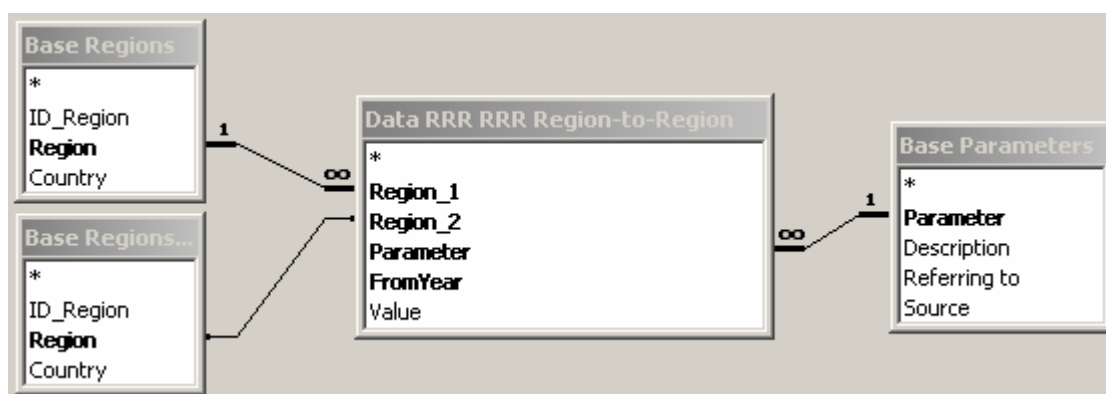 Base Regions
*
ID_Region
Region
Country
1
∞
Base Regions...
*
ID_Region
Region
Country
Data RRR RRR Region-to-Region
*
Region_1
Region_2
Parameter
FromYear
Value
∞
1
Base Parameters
*
Parameter
Description
Referring to
Source